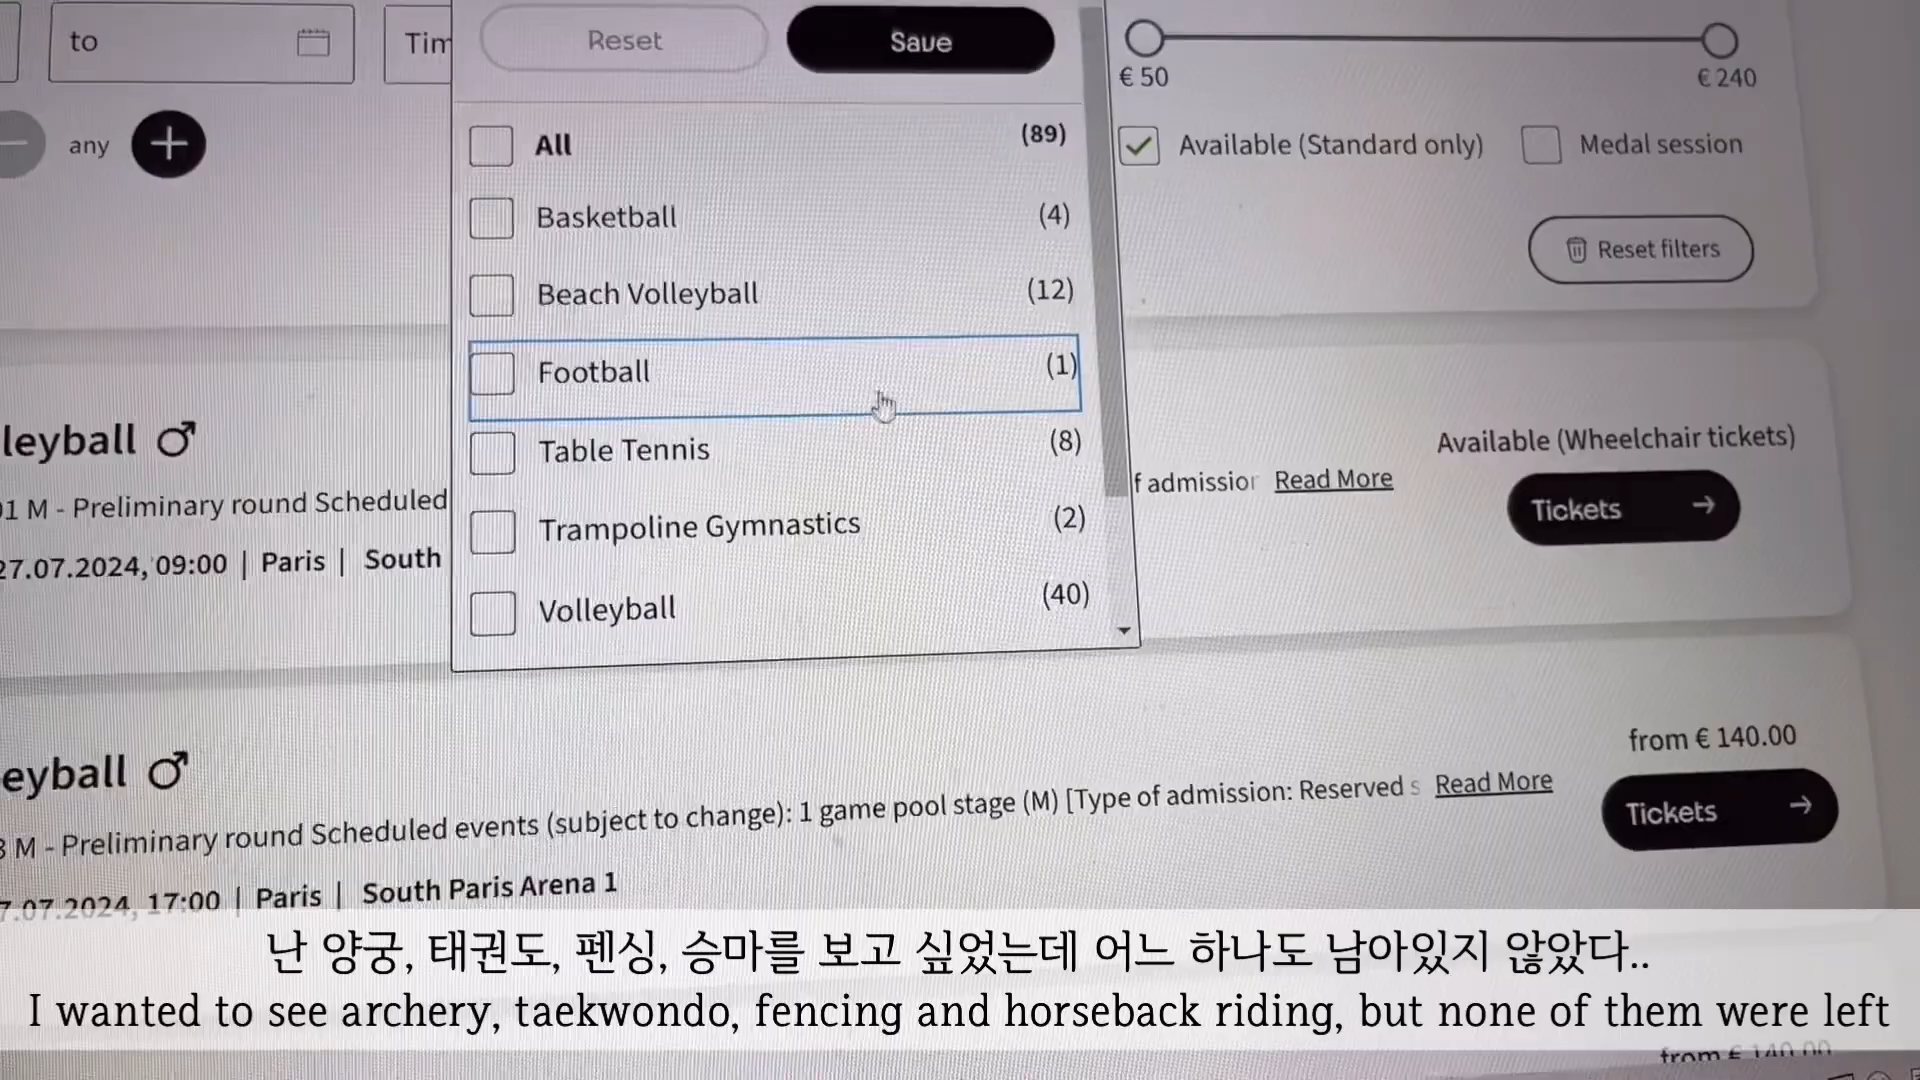 to
Tim
Reset
Save
€ 50
€ 240
any
All (89)
Available (Standard only)
Medal session
Basketball (4)
Reset filters
Beach Volleyball (12)
Football (1)
leyball
Available (Wheelchair tickets)
Table Tennis (8)
01 M - Preliminary round Scheduled
f admission Read More
Tickets
Trampoline Gymnastics (2)
27.07.2024, 09:00 | Paris | South
Volleyball (40)
from € 140.00
eyball
3 M - Preliminary round Scheduled events (subject to change): 1 game pool stage (M) [Type of admission: Reserved s Read More
Tickets
7.07.2024, 17:00 | Paris | South Paris Arena 1
난 양궁, 태권도, 펜싱, 승마를 보고 싶었는데 어느 하나도 남아있지 않았다..
I wanted to see archery, taekwondo, fencing and horseback riding, but none of them were left
from € 140.00